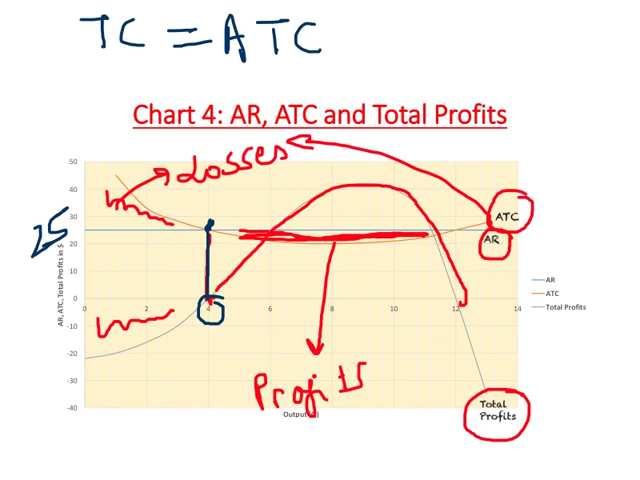 TC = ATC
Chart 4: AR, ATC and Total Profits
Losses
50
40
30
20
10
0
-10
-20
-30
-40
25
AR, ATC, Total Profits in $
0 2 4 6 8 10 12 14
ATC
AR
AR
ATC
Total Profits
Profits
Total
Profits